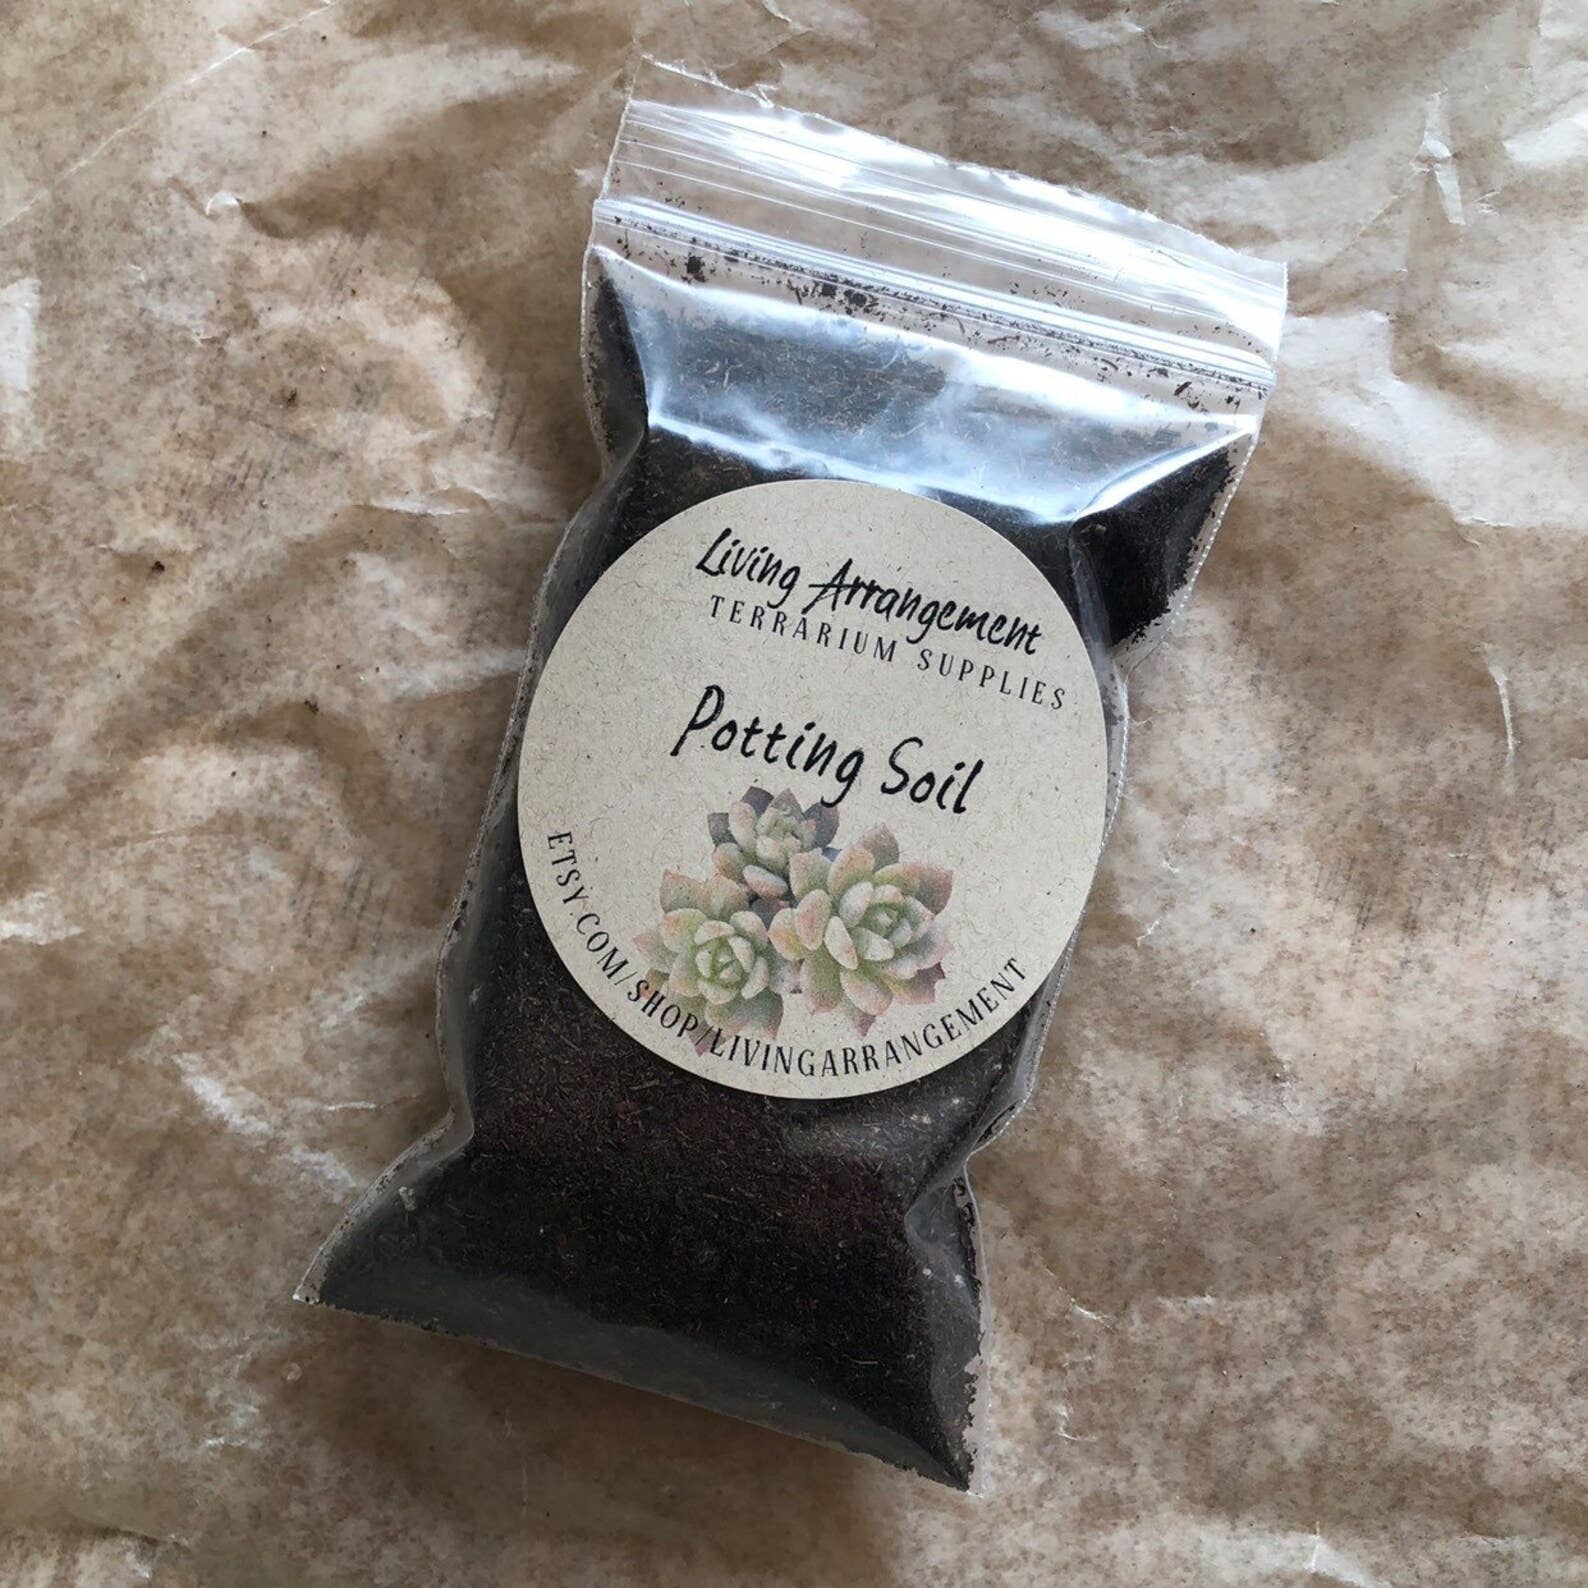 Living Arrangement
TERRARIUM SUPPLIES
Potting Soil
ETSY.COM/SHOP/LIVINGARRANGEMENT